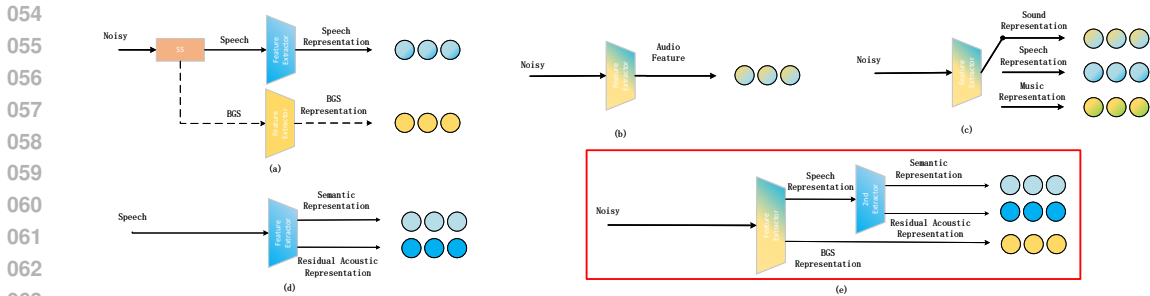 054
055
056
057
058
059
060
061
062
Noisy
SS
Speech
Feature
Extractor
Speech
Representation
BGS
Feature
Extractor
BGS
Representation
(a)
Noisy
Feature
Extractor
Audio
Feature
(b)
Noisy
Feature
Extractor
Sound
Representation
Speech
Representation
Music
Representation
(c)
Speech
Feature
Extractor
Semantic
Representation
Residual Acoustic
Representation
(d)
Noisy
Feature
Extractor
Speech
Representation
2nd
Extractor
Semantic
Representation
Residual Acoustic
Representation
BGS
Representation
(e)